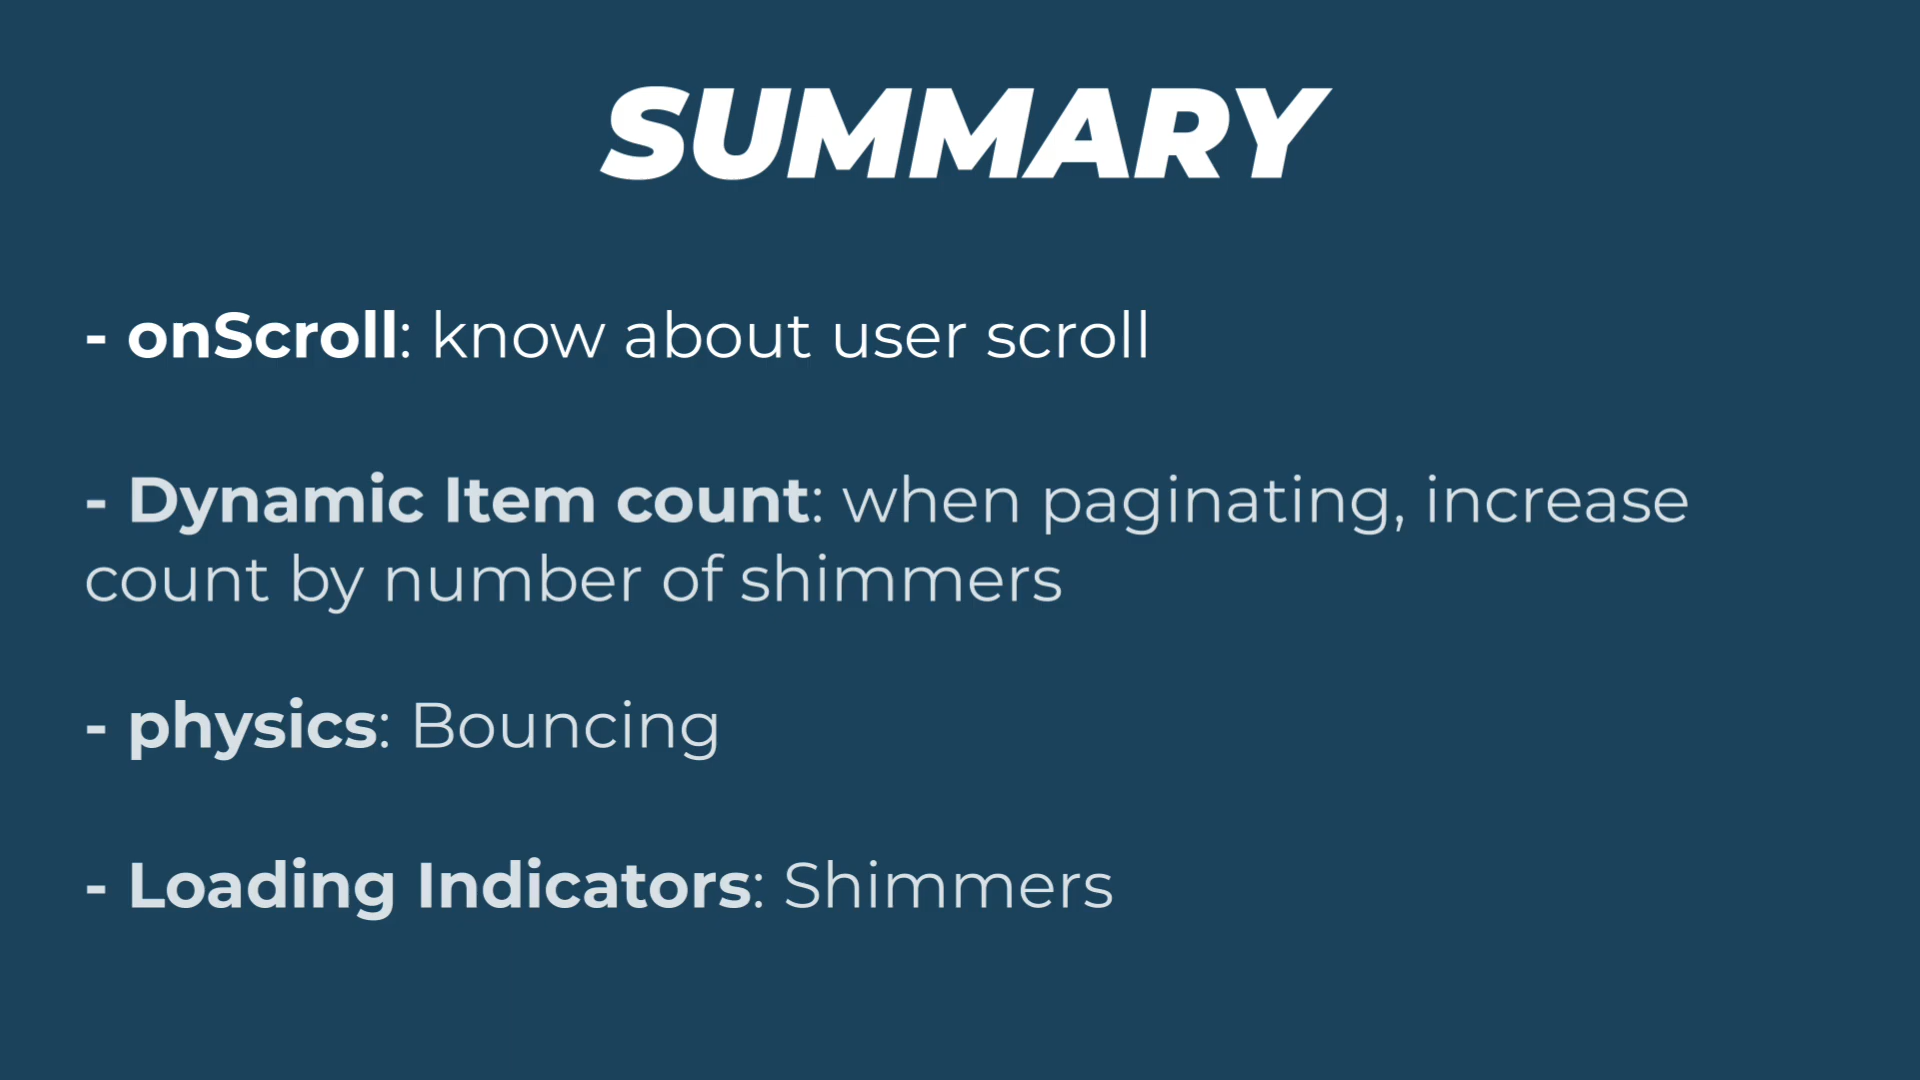 SUMMARY
- onScroll: know about user scroll
- Dynamic Item count: when paginating, increase
count by number of shimmers
- physics: Bouncing
- Loading Indicators: Shimmers